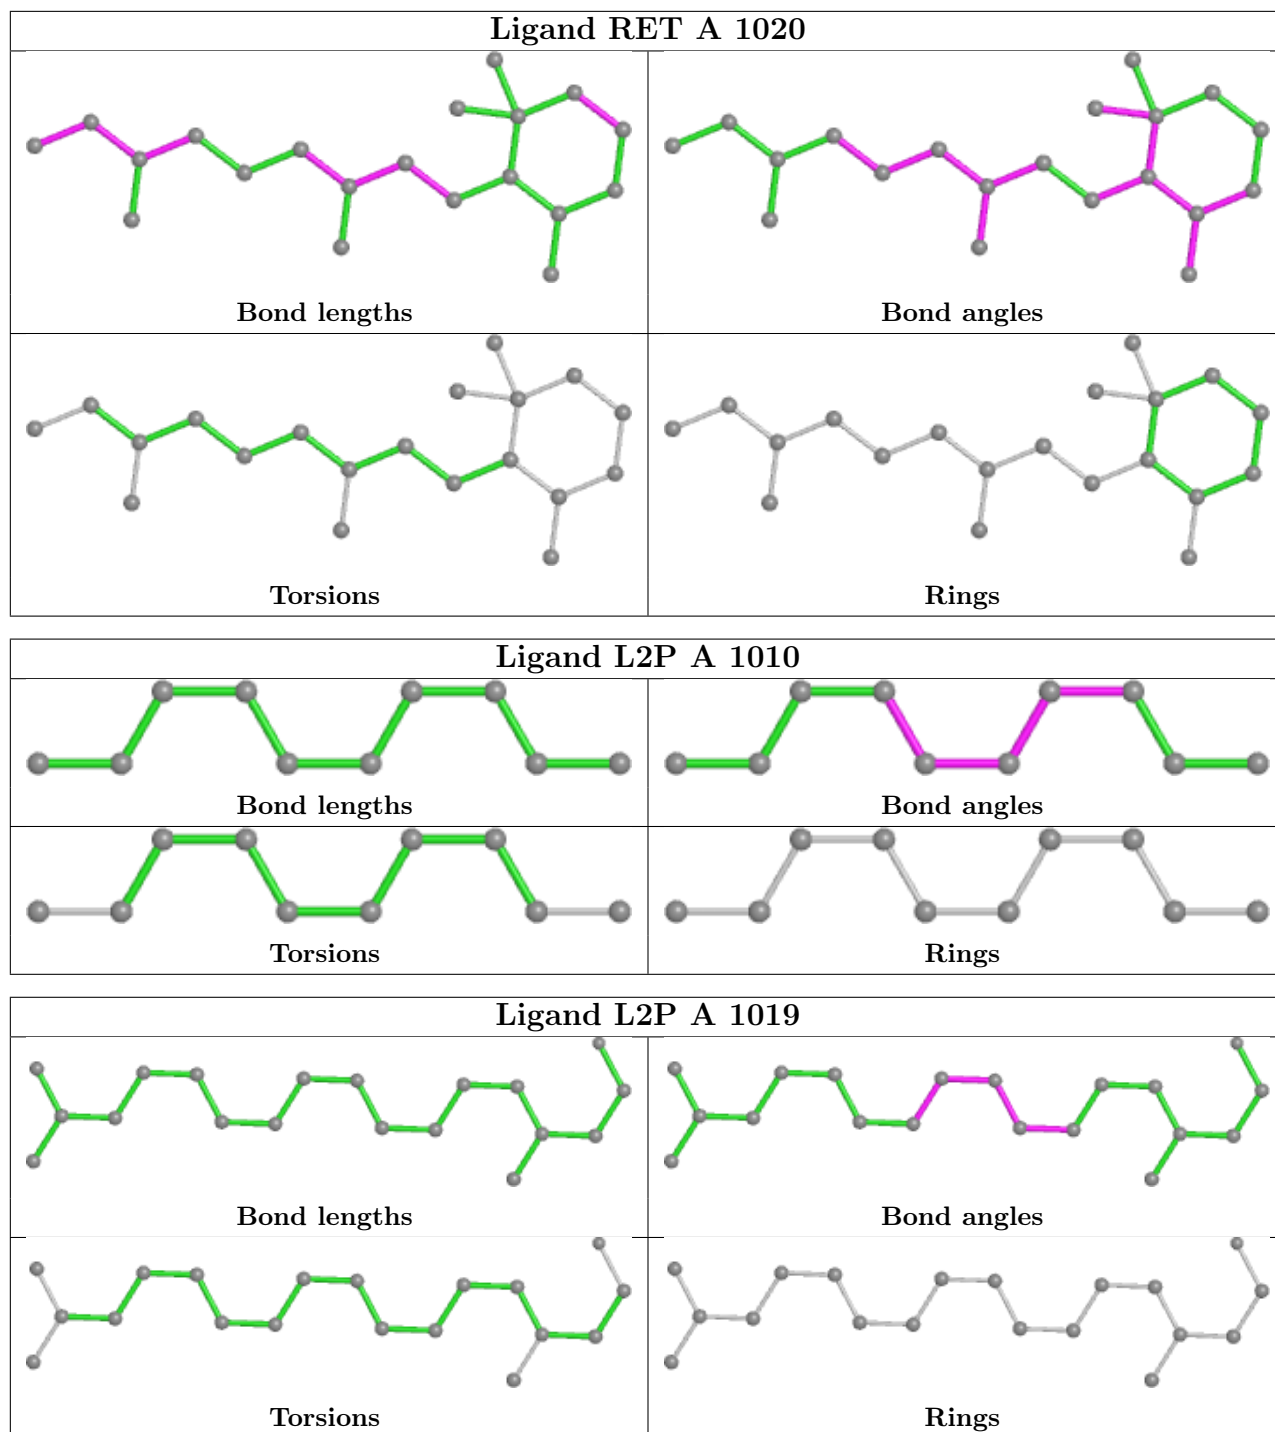 Ligand RET A 1020
Bond lengths
Bond angles
Torsions
Rings
Ligand L2P A 1010
Bond lengths
Bond angles
Torsions
Rings
Ligand L2P A 1019
Bond lengths
Bond angles
Torsions
Rings